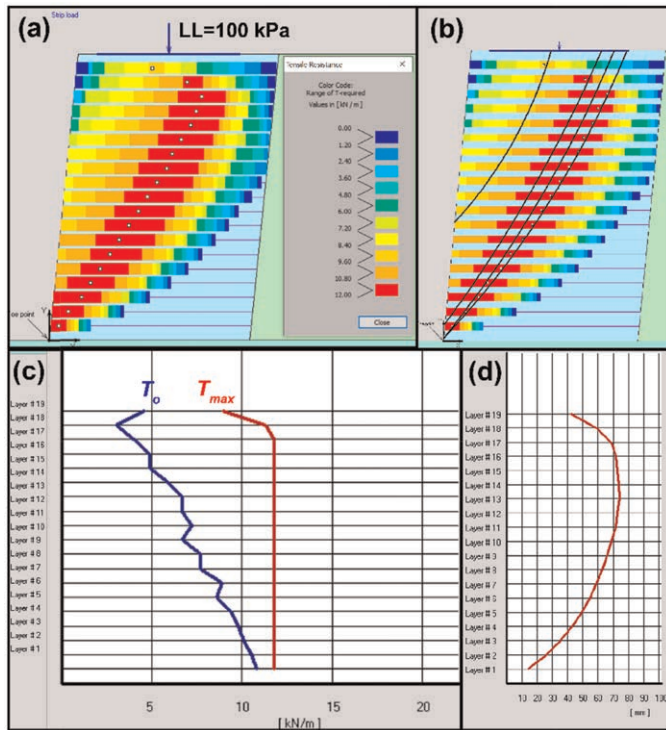 Strip load
(a)
LL=100 kPa
Tensile Resistance
Color Code:
Range of T-required
Values in [kN / m]
0.00
1.20
2.40
3.60
4.80
6.00
7.20
8.40
9.60
10.80
12.00
Close
Y
(b)
(c)
T_o
T_max
Layer # 19
Layer # 18
Layer # 17
Layer # 16
Layer # 15
Layer # 14
Layer # 13
Layer # 12
Layer # 11
Layer # 10
Layer # 9
Layer # 8
Layer # 7
Layer # 6
Layer # 5
Layer # 4
Layer # 3
Layer # 2
Layer # 1
5 10 15 20
[ kN/m ]
(d)
Layer # 19
Layer # 18
Layer # 17
Layer # 16
Layer # 15
Layer # 14
Layer # 13
Layer # 12
Layer # 11
Layer # 10
Layer # 9
Layer # 8
Layer # 7
Layer # 6
Layer # 5
Layer # 4
Layer # 3
Layer # 2
Layer # 1
10 20 30 40 50 60 70 80 90 100
[ mm ]